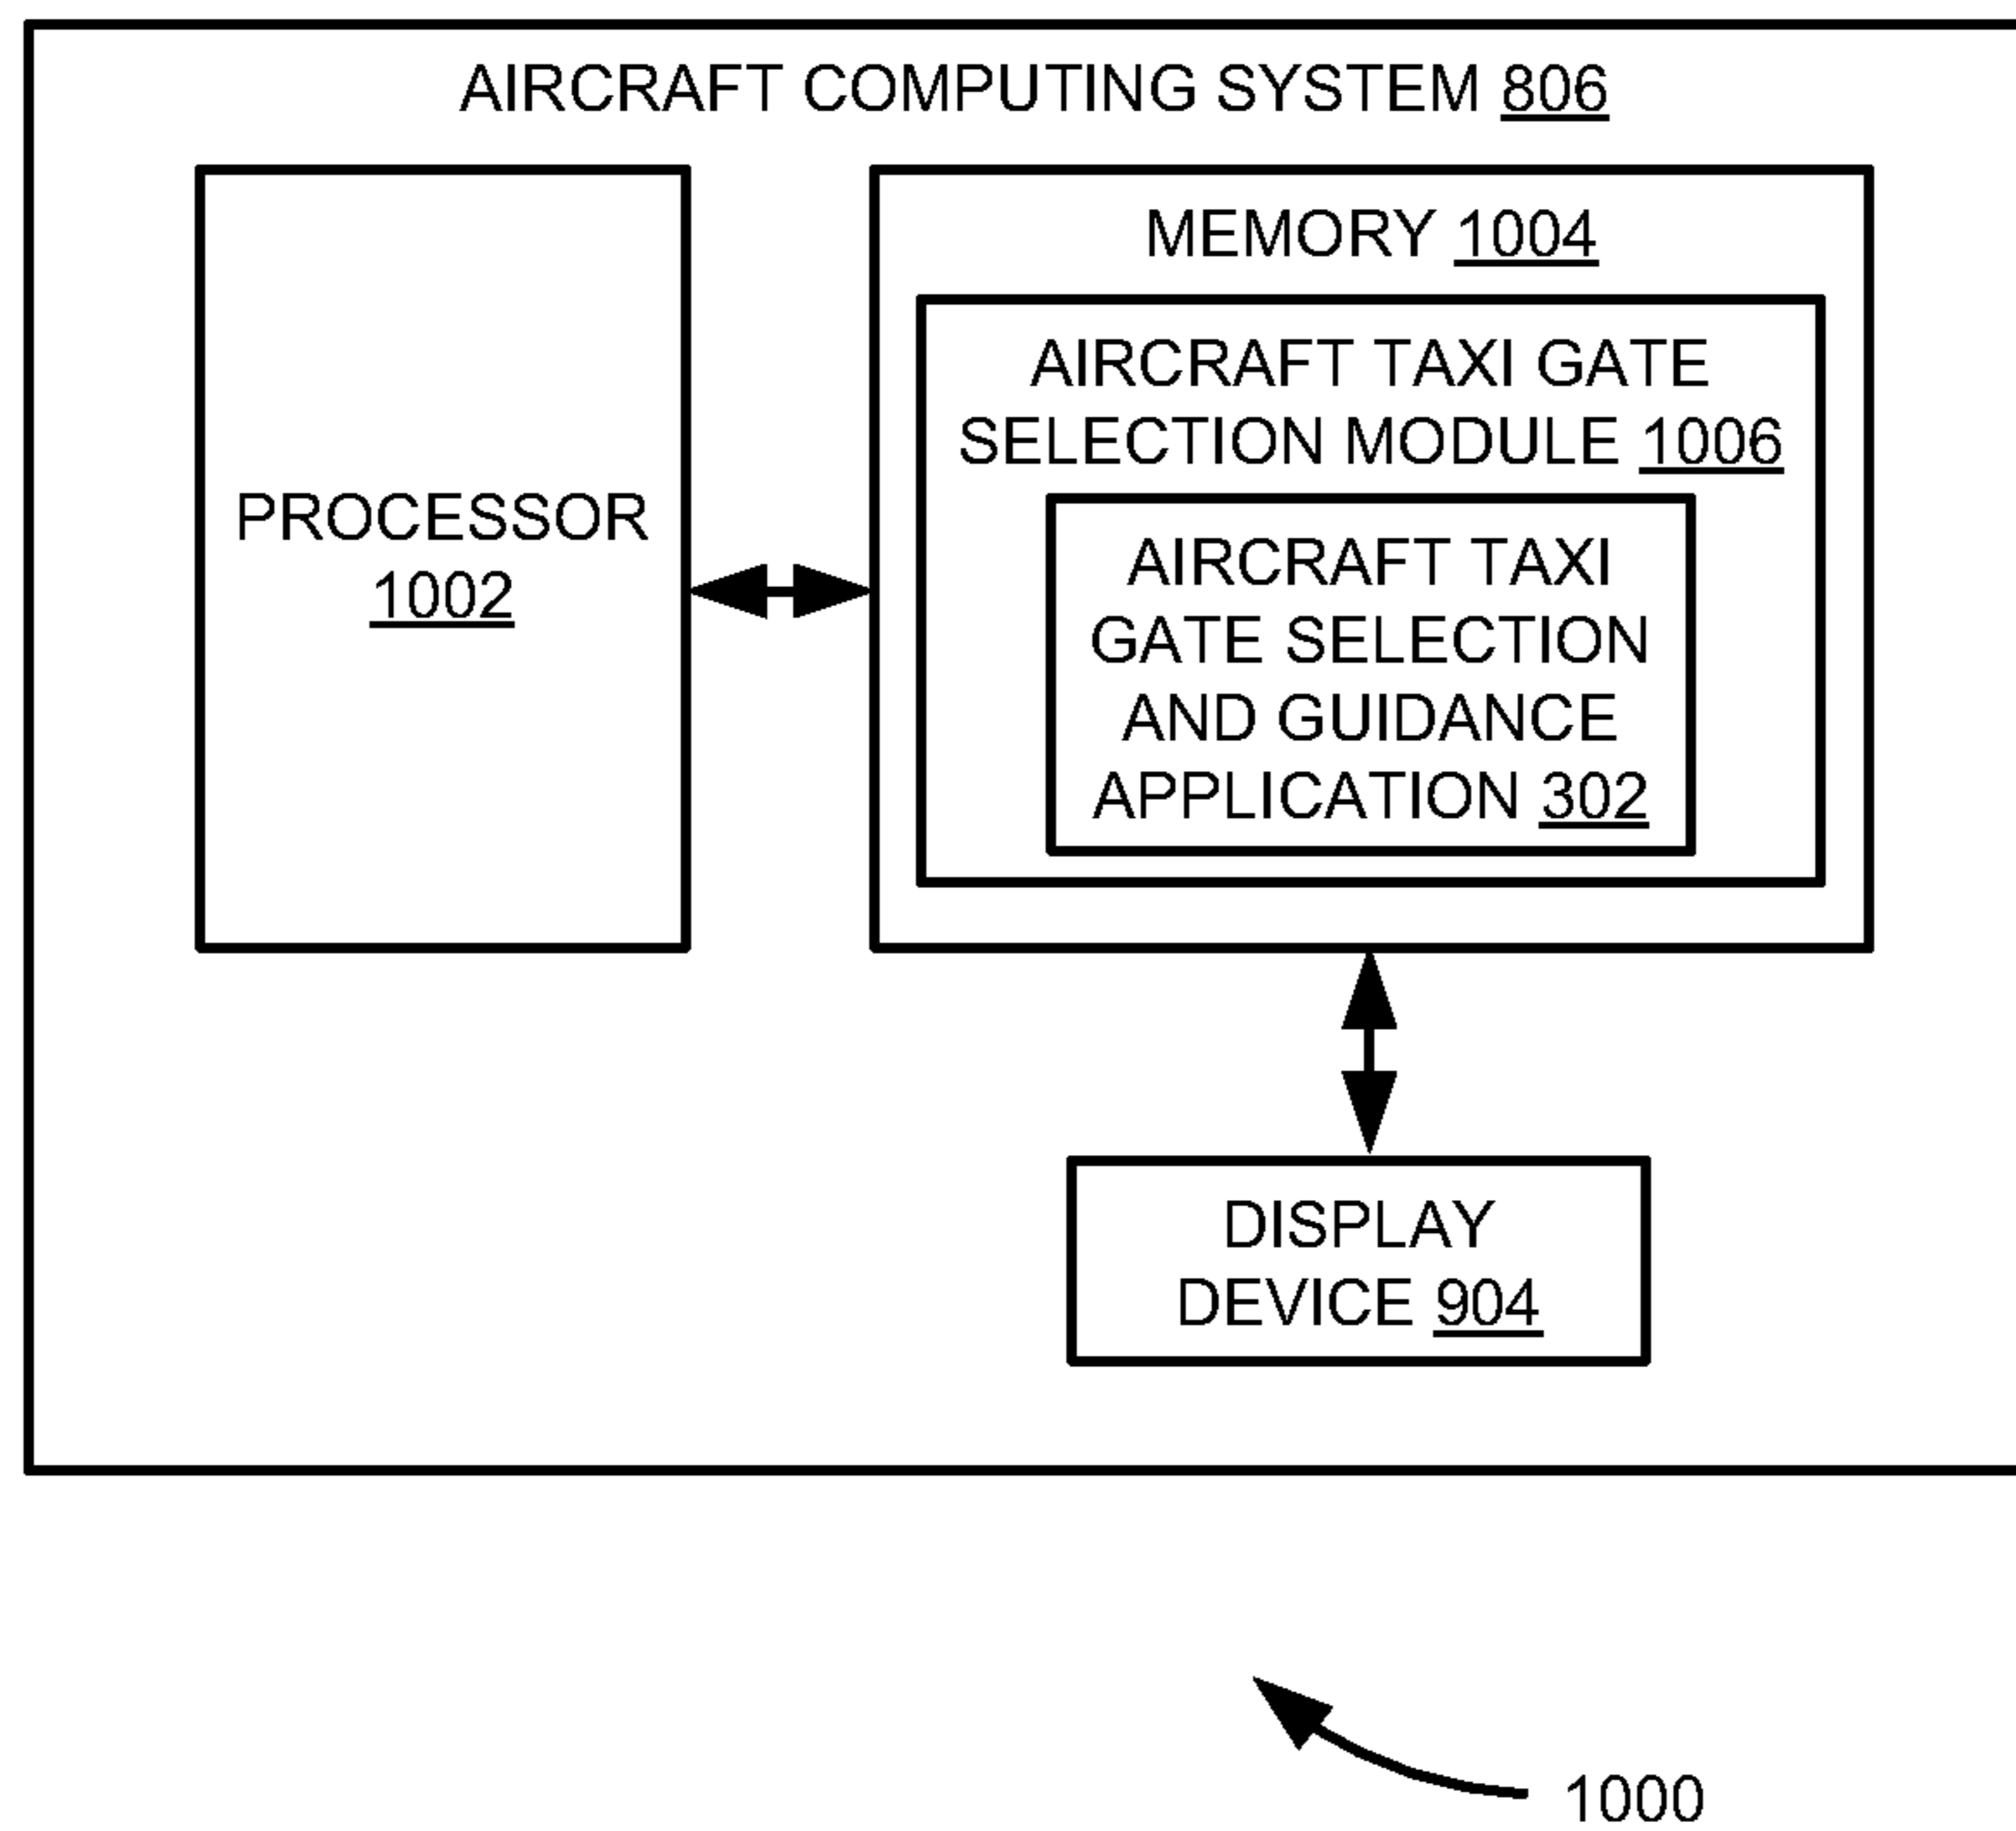 AIRCRAFT COMPUTING SYSTEM 806
PROCESSOR
1002
MEMORY 1004
AIRCRAFT TAXI GATE
SELECTION MODULE 1006
AIRCRAFT TAXI
GATE SELECTION
AND GUIDANCE
APPLICATION 302
DISPLAY
DEVICE 904
1000